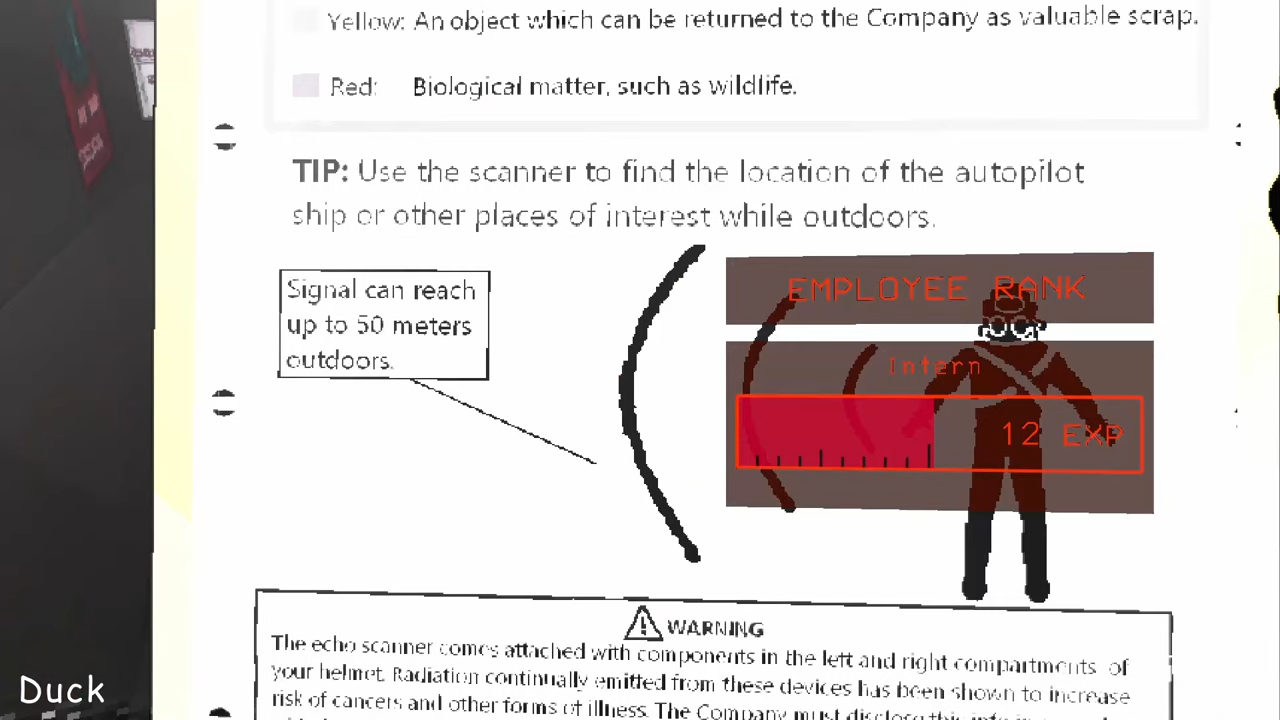 Yellow: An object which can be returned to the Company as valuable scrap.
Red: Biological matter, such as wildlife.
TIP: Use the scanner to find the location of the autopilot
ship or other places of interest while outdoors.
Signal can reach
up to 50 meters
outdoors.
EMPLOYEE RANK
Intern
12 EXP
WARNING
The echo scanner comes attached with components in the left and right compartments of
your helmet. Radiation continually emitted from these devices has been shown to increase
risk of cancers and other forms of illness. The Company must disclose this
Duck